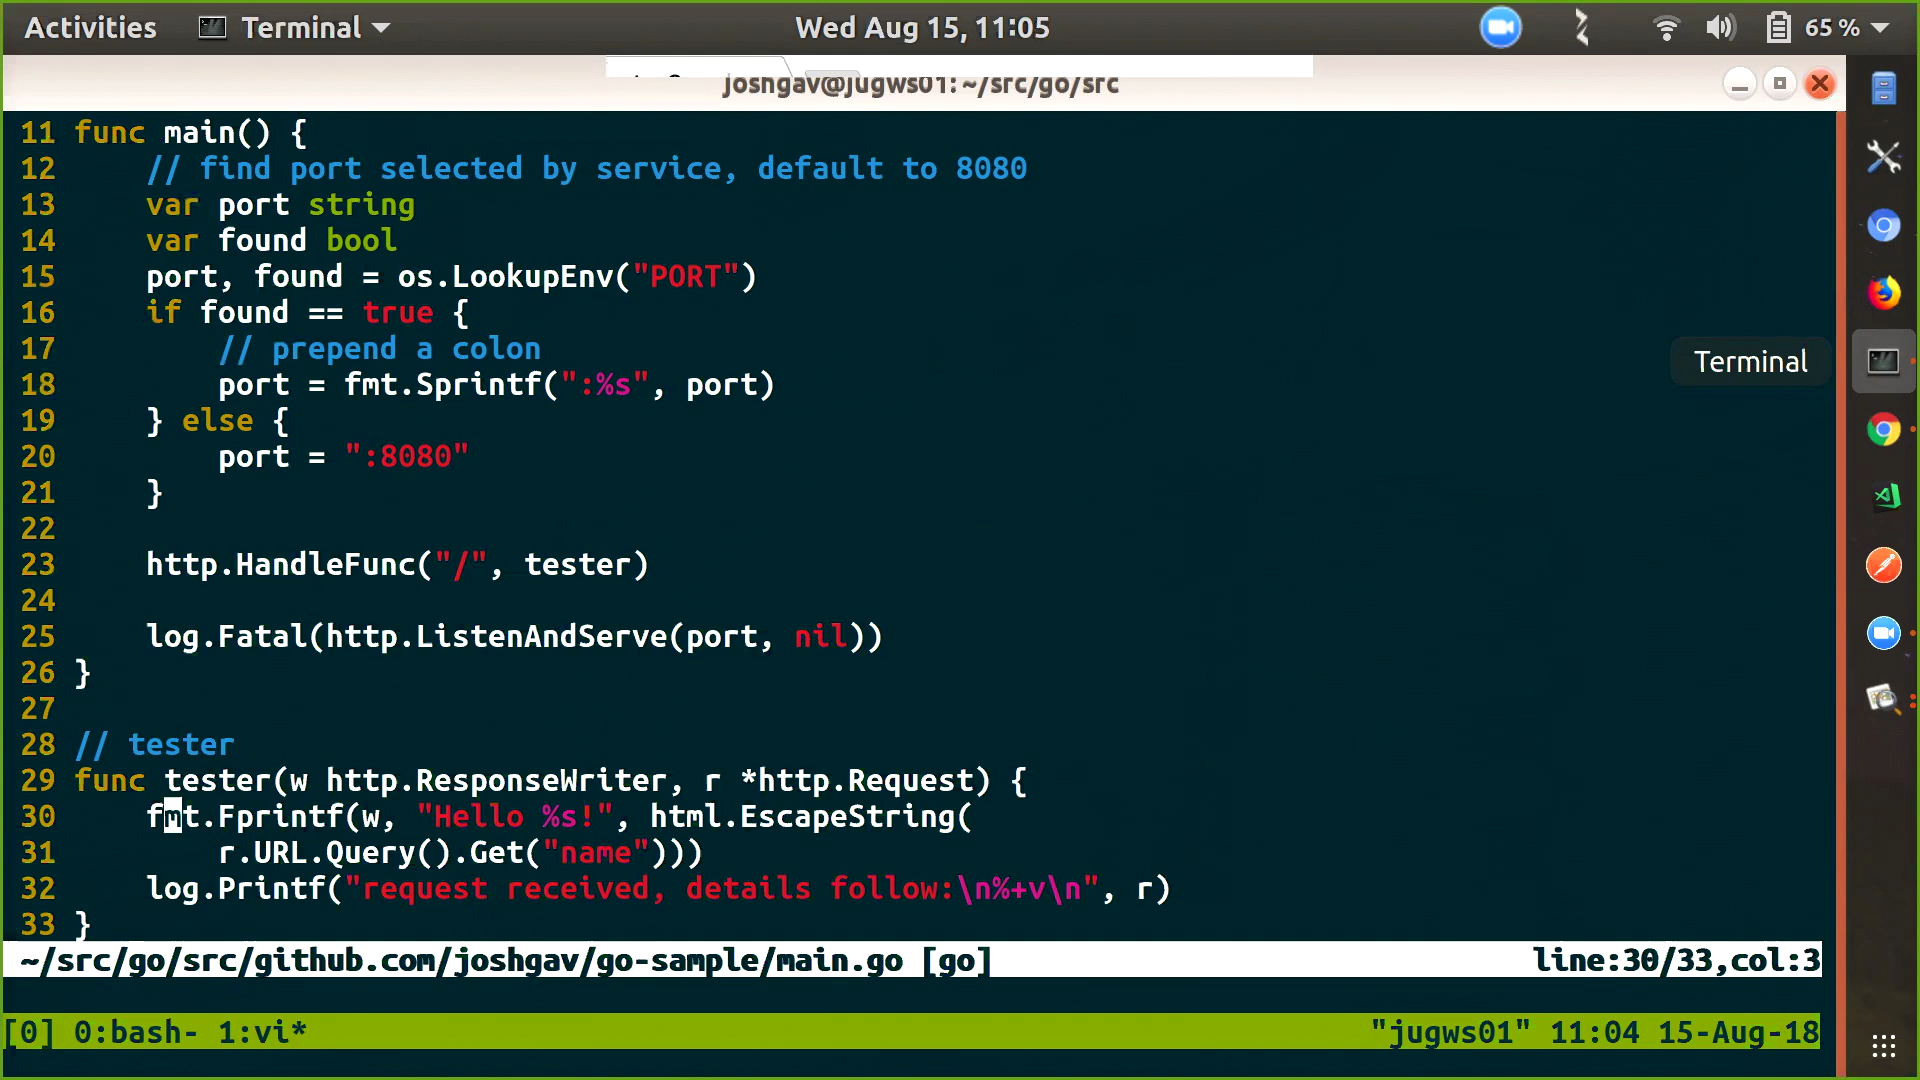 Activities Terminal Wed Aug 15, 11:05 65 %
joshgav@jugws01: ~/src/go/src
11 func main() {
12     // find port selected by service, default to 8080
13     var port string
14     var found bool
15     port, found = os.LookupEnv("PORT")
16     if found == true {
17         // prepend a colon
18         port = fmt.Sprintf(":%s", port)
19     } else {
20         port = ":8080"
21     }
22
23     http.HandleFunc("/", tester)
24
25     log.Fatal(http.ListenAndServe(port, nil))
26 }
27
28 // tester
29 func tester(w http.ResponseWriter, r *http.Request) {
30     fmt.Fprintf(w, "Hello %s!", html.EscapeString(
31         r.URL.Query().Get("name")))
32     log.Printf("request received, details follow:\n%+v\n", r)
33 }
~/src/go/src/github.com/joshgav/go-sample/main.go [go] line:30/33,col:3
[0] 0:bash- 1:vi* "jugws01" 11:04 15-Aug-18
Terminal